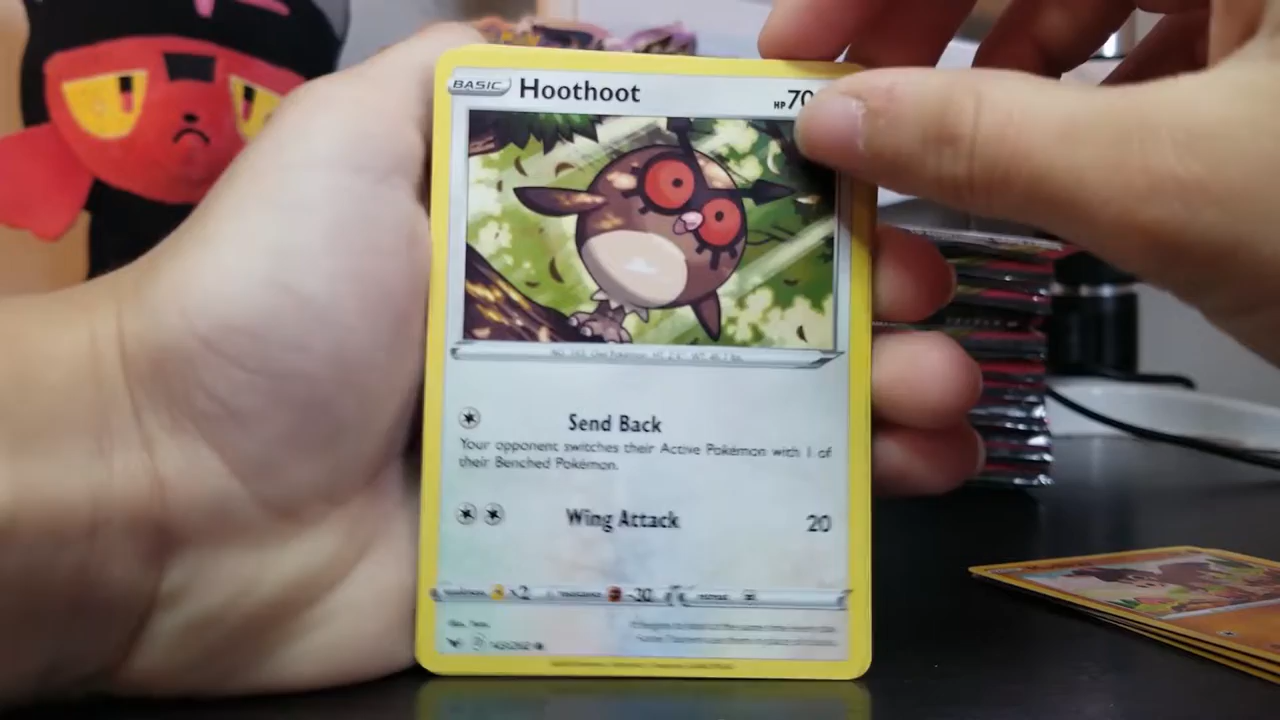 BASIC Hoothoot HP 70
Send Back
Your opponent switches their Active Pokémon with 1 of
their Benched Pokémon.
Wing Attack 20
x2 -30